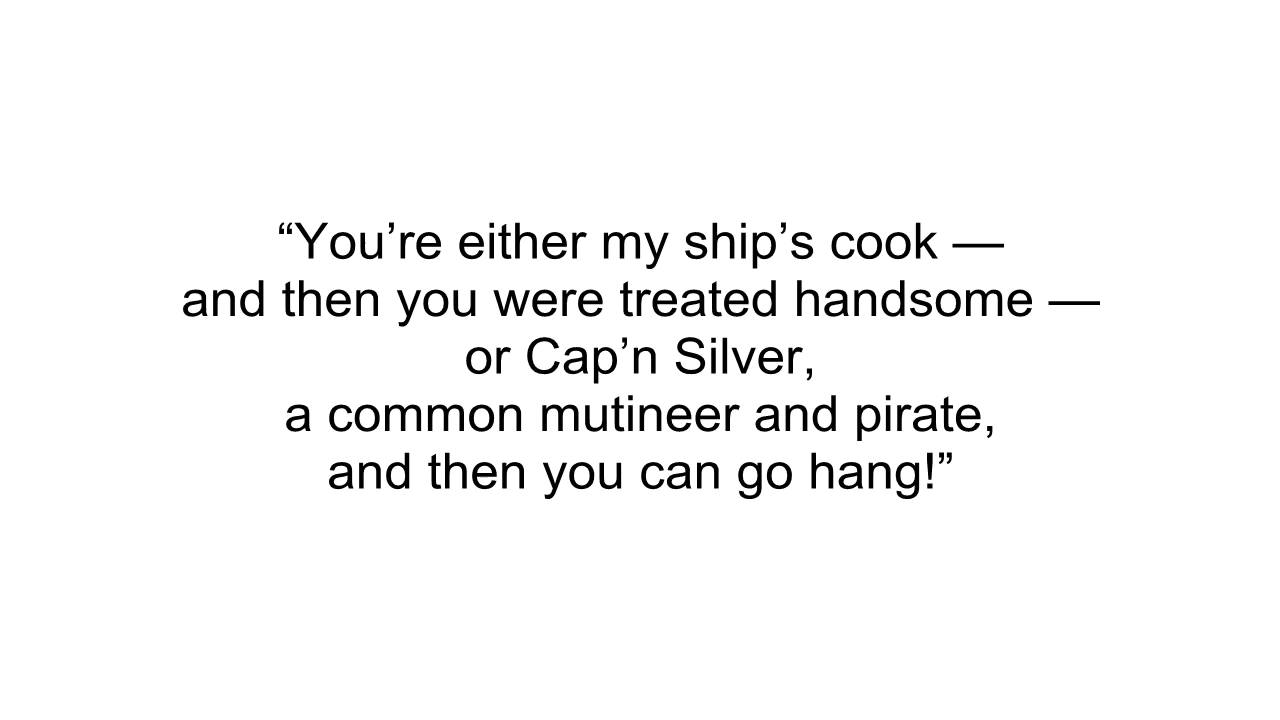 “You’re either my ship’s cook —
and then you were treated handsome —
or Cap’n Silver,
a common mutineer and pirate,
and then you can go hang!”